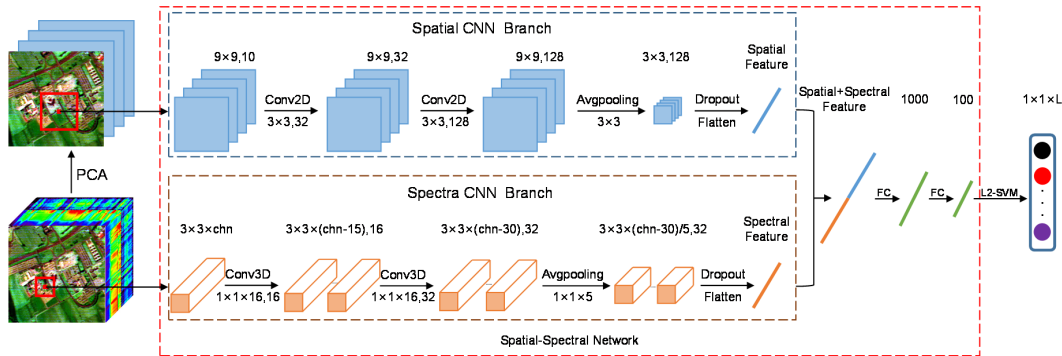 Spatial CNN Branch
9×9,10
9×9,32
9×9,128
3×3,128
Spatial
Feature
Conv2D
3×3,32
Conv2D
3×3,128
Avgpooling
3×3
Dropout
Flatten
Spatial+Spectral
Feature
1000
100
1×1×L
PCA
FC
FC
L2-SVM
Spectra CNN Branch
3×3×chn
3×3×(chn-15),16
3×3×(chn-30),32
3×3×(chn-30)/5,32
Spectral
Feature
Conv3D
1×1×16,16
Conv3D
1×1×16,32
Avgpooling
1×1×5
Dropout
Flatten
Spatial-Spectral Network